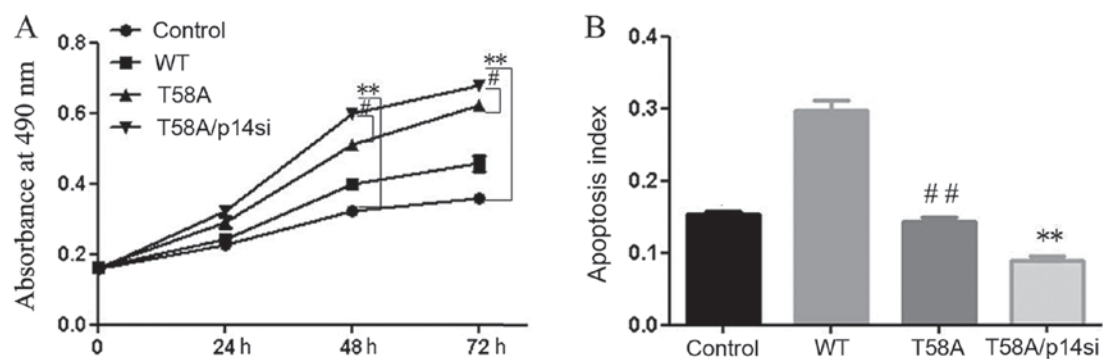 A
Control
WT
T58A
T58A/p14si
Absorbance at 490 nm
0.8
0.6
0.4
0.2
0.0
0
24 h
48 h
72 h
**
#
**
#
B
Apoptosis index
0.4
0.3
0.2
0.1
0.0
# #
**
Control
WT
T58A
T58A/p14si